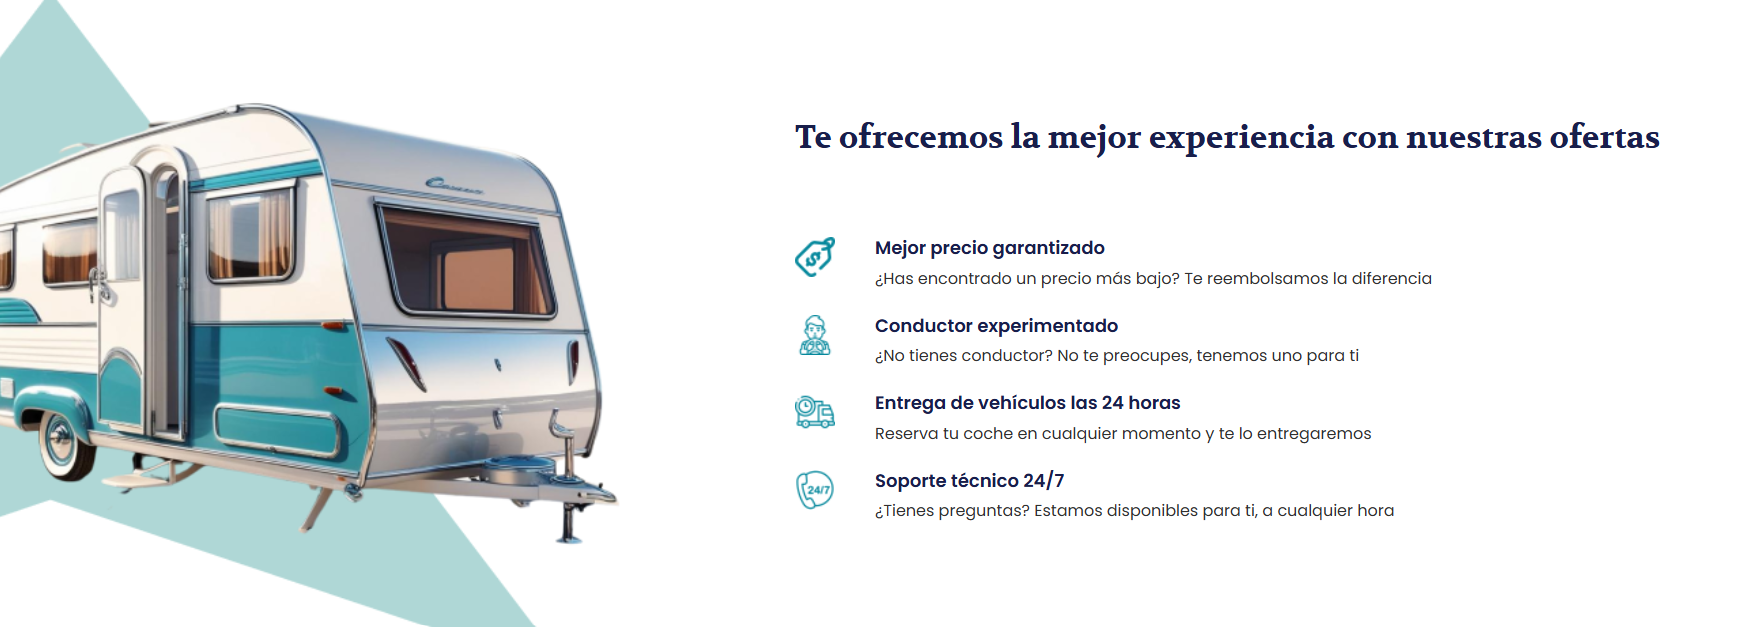 Te ofrecemos la mejor experiencia con nuestras ofertas
Mejor precio garantizado
¿Has encontrado un precio más bajo? Te reembolsamos la diferencia
Conductor experimentado
¿No tienes conductor? No te preocupes, tenemos uno para ti
Entrega de vehículos las 24 horas
Reserva tu coche en cualquier momento y te lo entregaremos
24/7
Soporte técnico 24/7
¿Tienes preguntas? Estamos disponibles para ti, a cualquier hora